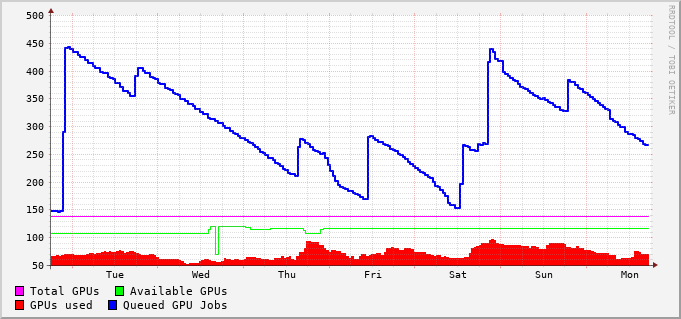 500
450
400
350
300
250
200
150
100
50
Tue Wed Thu Fri Sat Sun Mon
Total GPUs Available GPUs
GPUs used Queued GPU Jobs
RRDTOOL / TOBI OETIKER